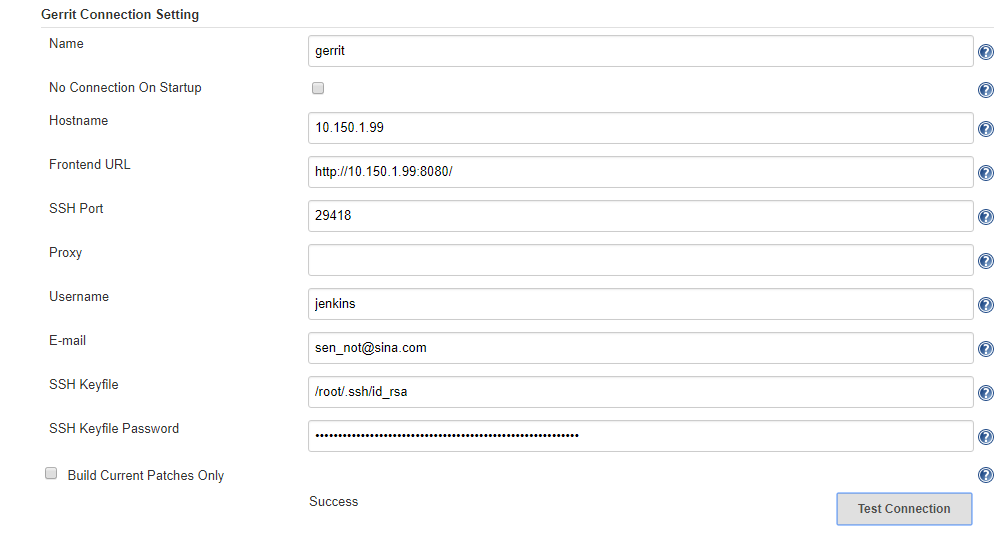 Gerrit Connection Setting
Name
gerrit
No Connection On Startup
Hostname
10.150.1.99
Frontend URL
http://10.150.1.99:8080/
SSH Port
29418
Proxy
Username
jenkins
E-mail
sen_not@sina.com
SSH Keyfile
/root/.ssh/id_rsa
SSH Keyfile Password
Build Current Patches Only
Success
Test Connection